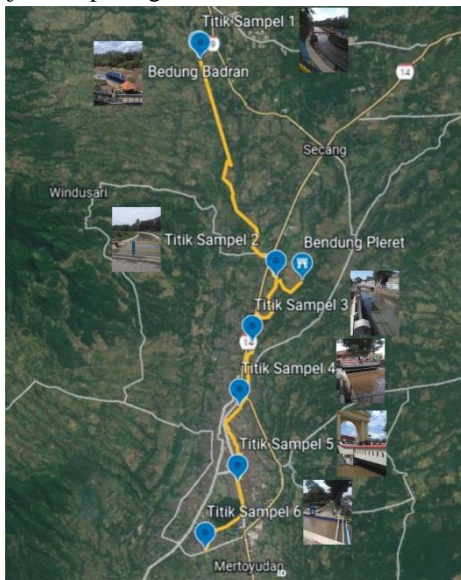 Titik Sampel 1
Bedung Badran
14
Secang
Windusari
Titik Sampel 2
Bendung Pleret
Titik Sampel 3
14
Titik Sampel 4
Titik Sampel 5
Titik Sampel 6
Mertoyudan